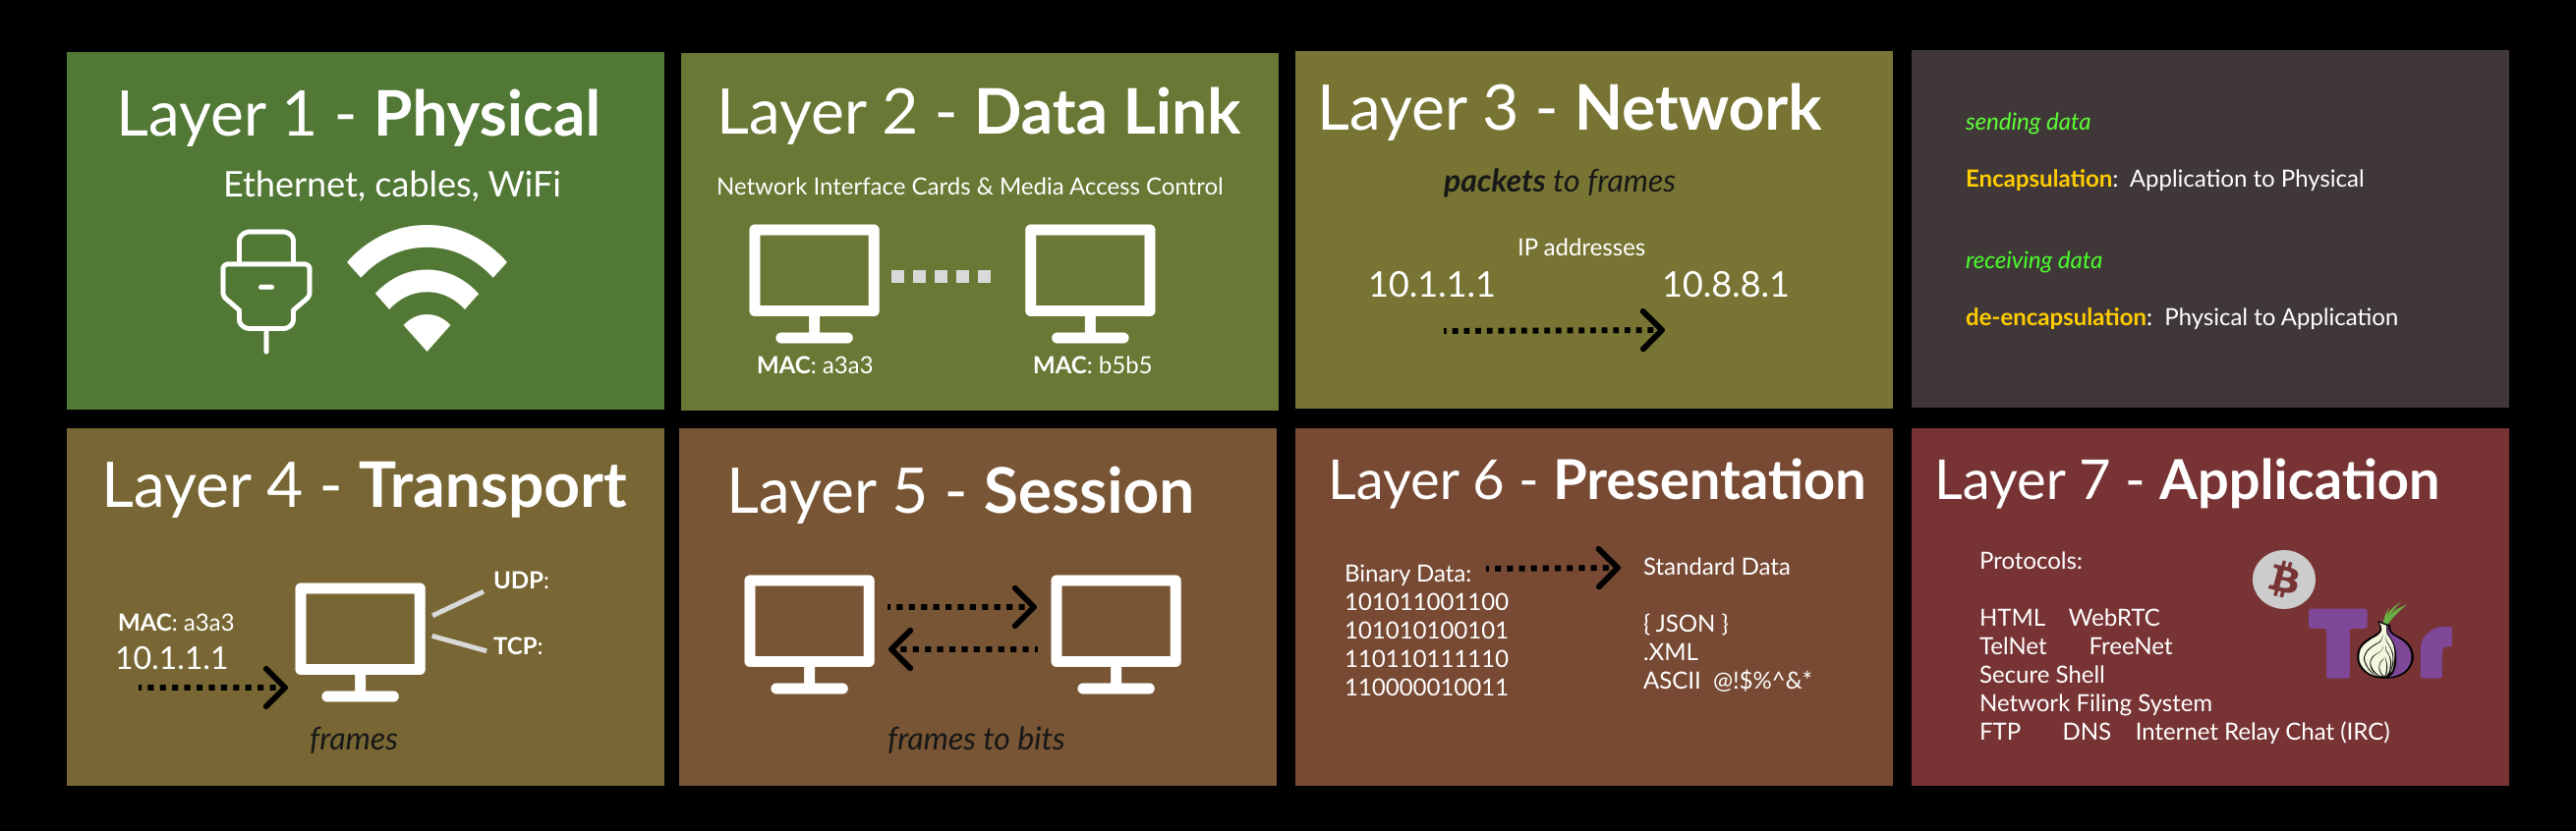 Layer 1 - Physical
Ethernet, cables, WiFi
Layer 2 - Data Link
Network Interface Cards & Media Access Control
MAC: a3a3
MAC: b5b5
Layer 3 - Network
packets to frames
IP addresses
10.1.1.1
10.8.8.1
sending data
Encapsulation: Application to Physical
receiving data
de-encapsulation: Physical to Application
Layer 4 - Transport
UDP:
MAC: a3a3
TCP:
10.1.1.1
frames
Layer 5 - Session
frames to bits
Layer 6 - Presentation
Binary Data:
101011001100
101010100101
110110111110
110000010011
Standard Data
{ JSON }
.XML
ASCII @!$%^&*
Layer 7 - Application
Protocols:
HTML WebRTC
TelNet FreeNet
Secure Shell
Network Filing System
FTP DNS Internet Relay Chat (IRC)
Tor